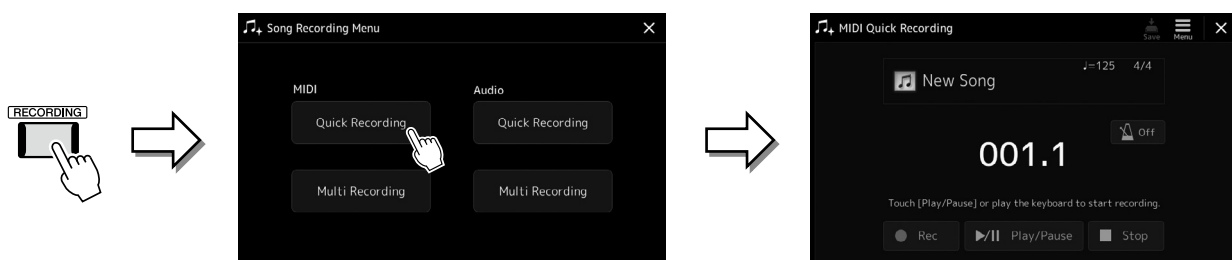 RECORDING
Song Recording Menu
MIDI Audio
Quick Recording Quick Recording
Multi Recording Multi Recording
MIDI Quick Recording
Save Menu
New Song ♩=125 4/4
Off
001.1
Touch [Play/Pause] or play the keyboard to start recording.
Rec Play/Pause Stop